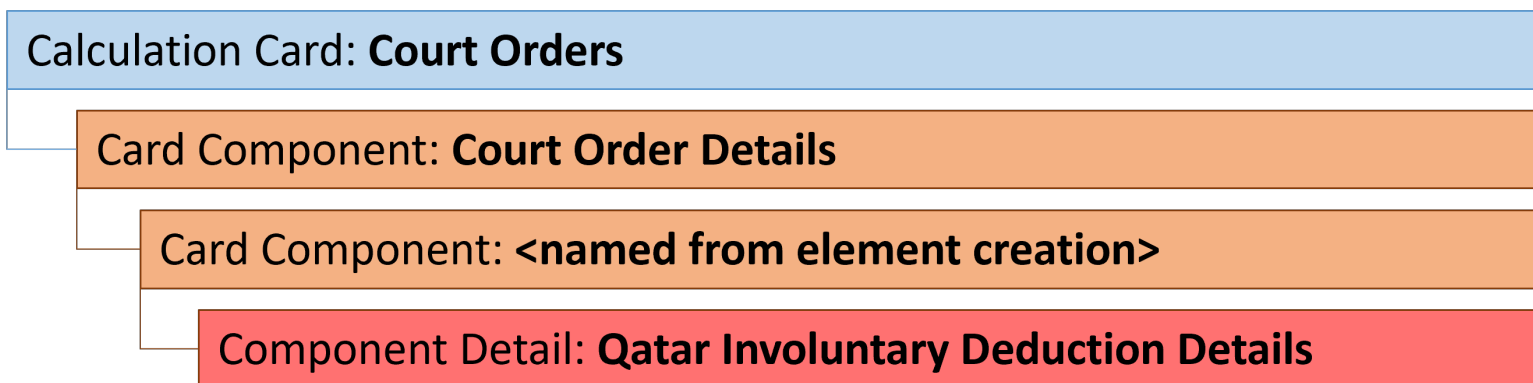 Calculation Card: Court Orders
Card Component: Court Order Details
Card Component: <named from element creation>
Component Detail: Qatar Involuntary Deduction Details